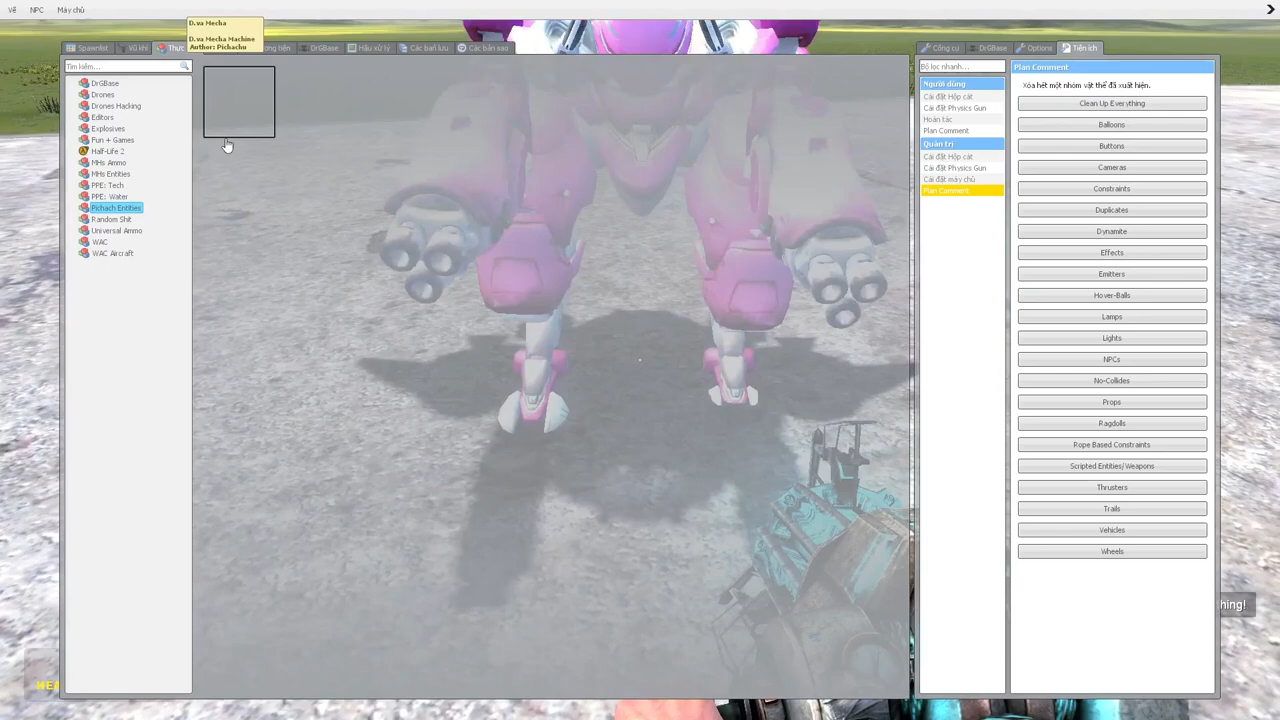 Vẽ NPC Máy chủ
D.va Mecha
D.va Mecha Machine
Author: Pichachu
Spawnlist Vũ khí Thực ương tiện DrGBase Hậu xử lý Các bản lưu Các bản sao
Tìm kiếm...
DrGBase
Drones
Drones Hacking
Editors
Explosives
Fun + Games
Half-Life 2
MHs Ammo
MHs Entities
PPE: Tech
PPE: Water
Pichach Entities
Random Shit
Universal Ammo
WAC
WAC Aircraft
Công cụ DrGBase Options Tiện ích
Bộ lọc nhanh...
Người dùng
Cài đặt Hộp cát
Cài đặt Physics Gun
Hoàn tác
Plan Comment
Quản trị
Cài đặt Hộp cát
Cài đặt Physics Gun
Cài đặt máy chủ
Plan Comment
Plan Comment
Xóa hết một nhóm vật thể đã xuất hiện.
Clean Up Everything
Balloons
Buttons
Cameras
Constraints
Duplicates
Dynamite
Effects
Emitters
Hover-Balls
Lamps
Lights
NPCs
No-Collides
Props
Ragdolls
Rope Based Constraints
Scripted Entities/Weapons
Thrusters
Trails
Vehicles
Wheels
hing!